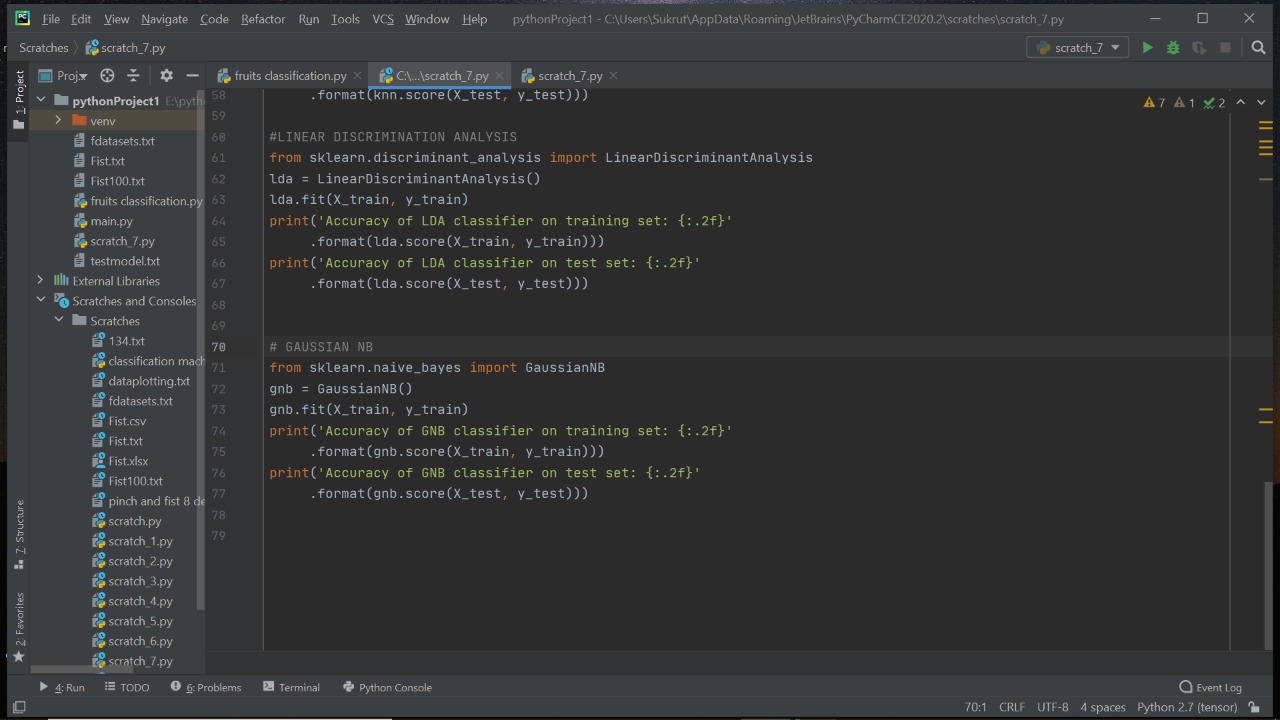 PC File Edit View Navigate Code Refactor Run Tools VCS Window Help pythonProject1 - C:\Users\Sukrut\AppData\Roaming\JetBrains\PyCharmCE2020.2\scratches\scratch_7.py
Scratches scratch_7.py scratch_7
1: Project
Proj
fruits classification.py C:\...\scratch_7.py scratch_7.py
pythonProject1 E:\pyth
venv
fdatasets.txt
Fist.txt
Fist100.txt
fruits classification.py
main.py
scratch_7.py
testmodel.txt
External Libraries
Scratches and Consoles
Scratches
134.txt
classification mach
dataplotting.txt
fdatasets.txt
Fist.csv
Fist.txt
Fist.xlsx
Fist100.txt
pinch and fist 8 de
scratch.py
scratch_1.py
scratch_2.py
scratch_3.py
scratch_4.py
scratch_5.py
scratch_6.py
scratch_7.py
7 1 2
58 .format(knn.score(X_test, y_test)))
59
60 #LINEAR DISCRIMINATION ANALYSIS
61 from sklearn.discriminant_analysis import LinearDiscriminantAnalysis
62 lda = LinearDiscriminantAnalysis()
63 lda.fit(X_train, y_train)
64 print('Accuracy of LDA classifier on training set: {:.2f}'
65 .format(lda.score(X_train, y_train)))
66 print('Accuracy of LDA classifier on test set: {:.2f}'
67 .format(lda.score(X_test, y_test)))
68
69
70 # GAUSSIAN NB
71 from sklearn.naive_bayes import GaussianNB
72 gnb = GaussianNB()
73 gnb.fit(X_train, y_train)
74 print('Accuracy of GNB classifier on training set: {:.2f}'
75 .format(gnb.score(X_train, y_train)))
76 print('Accuracy of GNB classifier on test set: {:.2f}'
77 .format(gnb.score(X_test, y_test)))
78
79
7: Structure
2: Favorites
4: Run TODO 6: Problems Terminal Python Console Event Log
70:1 CRLF UTF-8 4 spaces Python 2.7 (tensor)